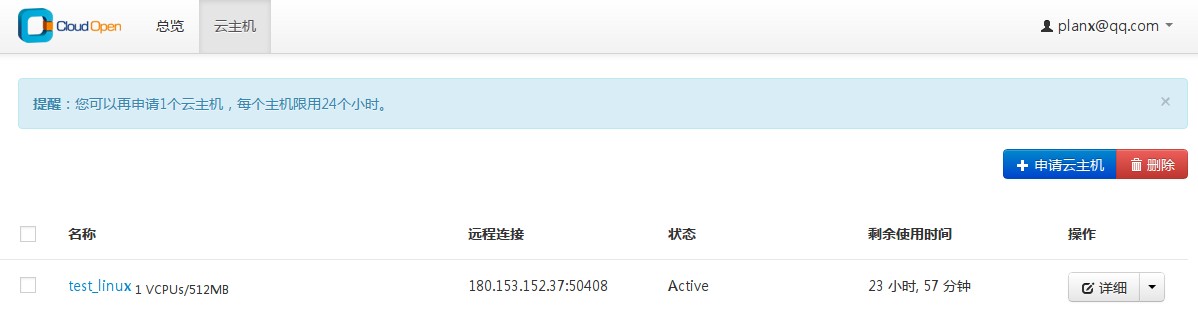 Cloud Open 总览 云主机 planx@qq.com
提醒：您可以再申请1个云主机，每个主机限用24个小时。 ×
申请云主机 删除
名称 远程连接 状态 剩余使用时间 操作
test_linux 1 VCPUs/512MB 180.153.152.37:50408 Active 23 小时, 57 分钟 详细